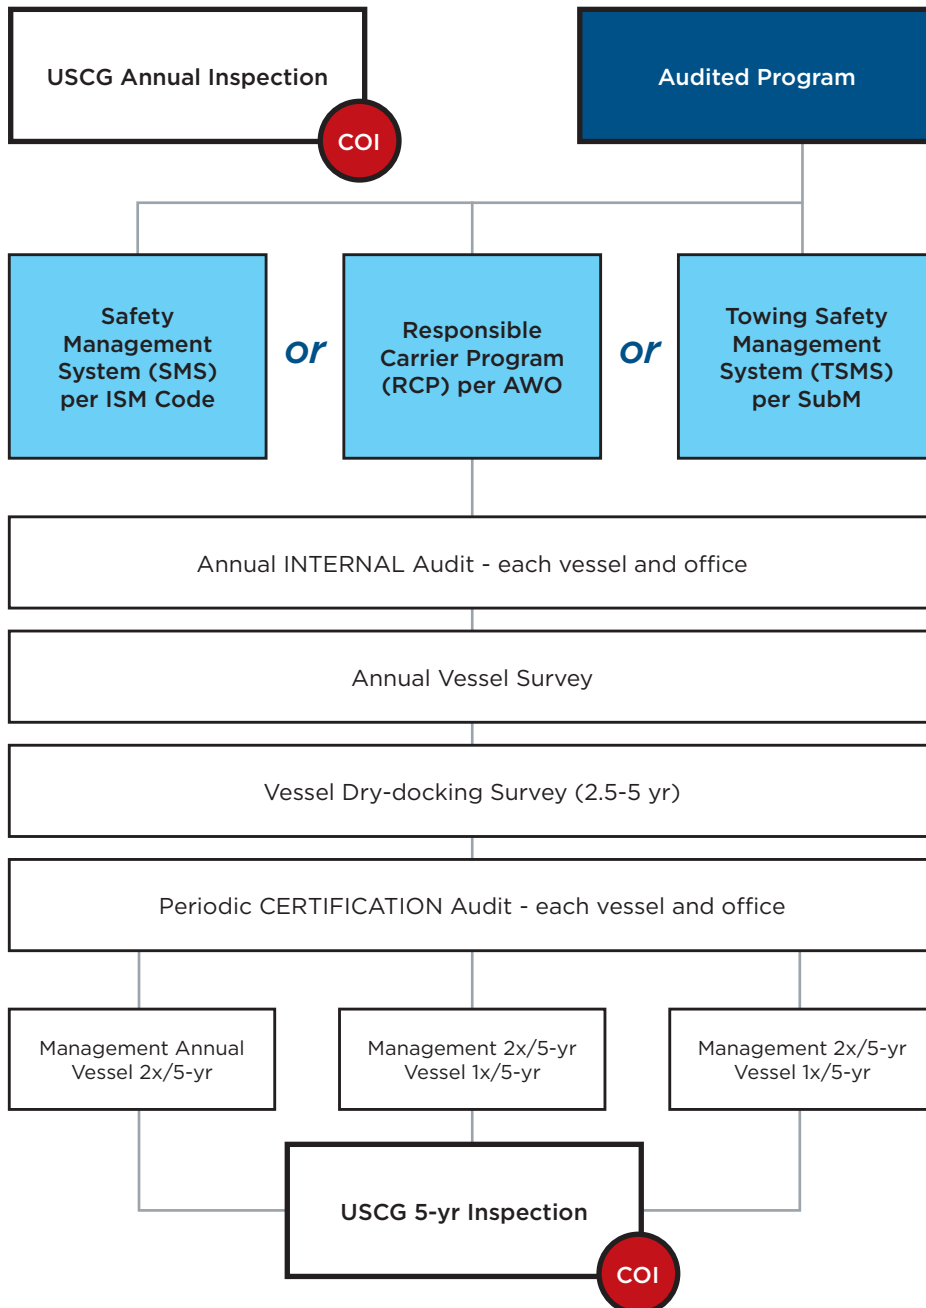 USCG Annual Inspection
COI
Audited Program
Safety
Management
System (SMS)
per ISM Code
or
Responsible
Carrier Program
(RCP) per AWO
or
Towing Safety
Management
System (TSMS)
per SubM
Annual INTERNAL Audit - each vessel and office
Annual Vessel Survey
Vessel Dry-docking Survey (2.5-5 yr)
Periodic CERTIFICATION Audit - each vessel and office
Management Annual
Vessel 2x/5-yr
Management 2x/5-yr
Vessel 1x/5-yr
Management 2x/5-yr
Vessel 1x/5-yr
USCG 5-yr Inspection
COI